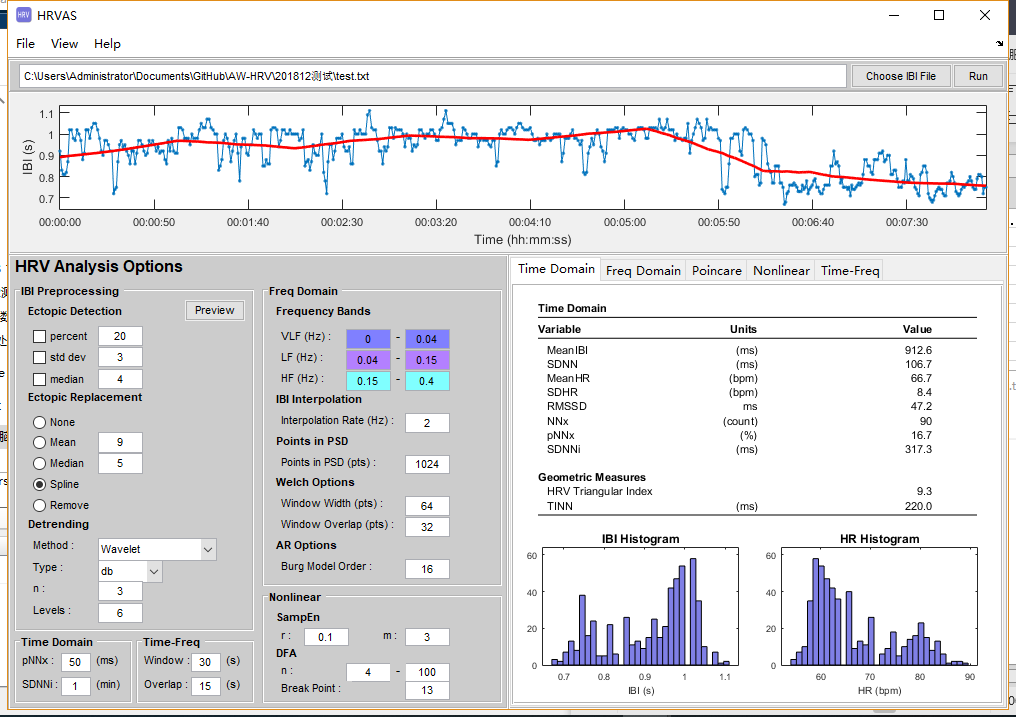 HRV HRVAS
File View Help
C:\Users\Administrator\Documents\GitHub\AW-HRV\201812测试\test.txt Choose IBI File Run
1.1
1
0.9
0.8
0.7
IBI (s)
00:00:00 00:00:50 00:01:40 00:02:30 00:03:20 00:04:10 00:05:00 00:05:50 00:06:40 00:07:30
Time (hh:mm:ss)
HRV Analysis Options
IBI Preprocessing
Ectopic Detection Preview
percent 20
std dev 3
median 4
Ectopic Replacement
None
Mean 9
Median 5
Spline
Remove
Detrending
Method : Wavelet
Type : db
n : 3
Levels : 6
Time Domain
pNNx : 50 (ms)
SDNNi : 1 (min)
Time-Freq
Window : 30 (s)
Overlap : 15 (s)
Freq Domain
Frequency Bands
VLF (Hz) : 0 - 0.04
LF (Hz) : 0.04 - 0.15
HF (Hz) : 0.15 - 0.4
IBI Interpolation
Interpolation Rate (Hz) : 2
Points in PSD
Points in PSD (pts) : 1024
Welch Options
Window Width (pts) : 64
Window Overlap (pts) : 32
AR Options
Burg Model Order : 16
Nonlinear
SampEn
r : 0.1 m : 3
DFA
n : 4 - 100
Break Point : 13
Time Domain Freq Domain Poincare Nonlinear Time-Freq
Time Domain
Variable Units Value
MeanIBI (ms) 912.6
SDNN (ms) 106.7
MeanHR (bpm) 66.7
SDHR (bpm) 8.4
RMSSD ms 47.2
NNx (count) 90
pNNx (%) 16.7
SDNNi (ms) 317.3
Geometric Measures
HRV Triangular Index 9.3
TINN (ms) 220.0
IBI Histogram
60
40
20
0
0.7 0.8 0.9 1 1.1
IBI (s)
HR Histogram
60
40
20
0
60 70 80 90
HR (bpm)